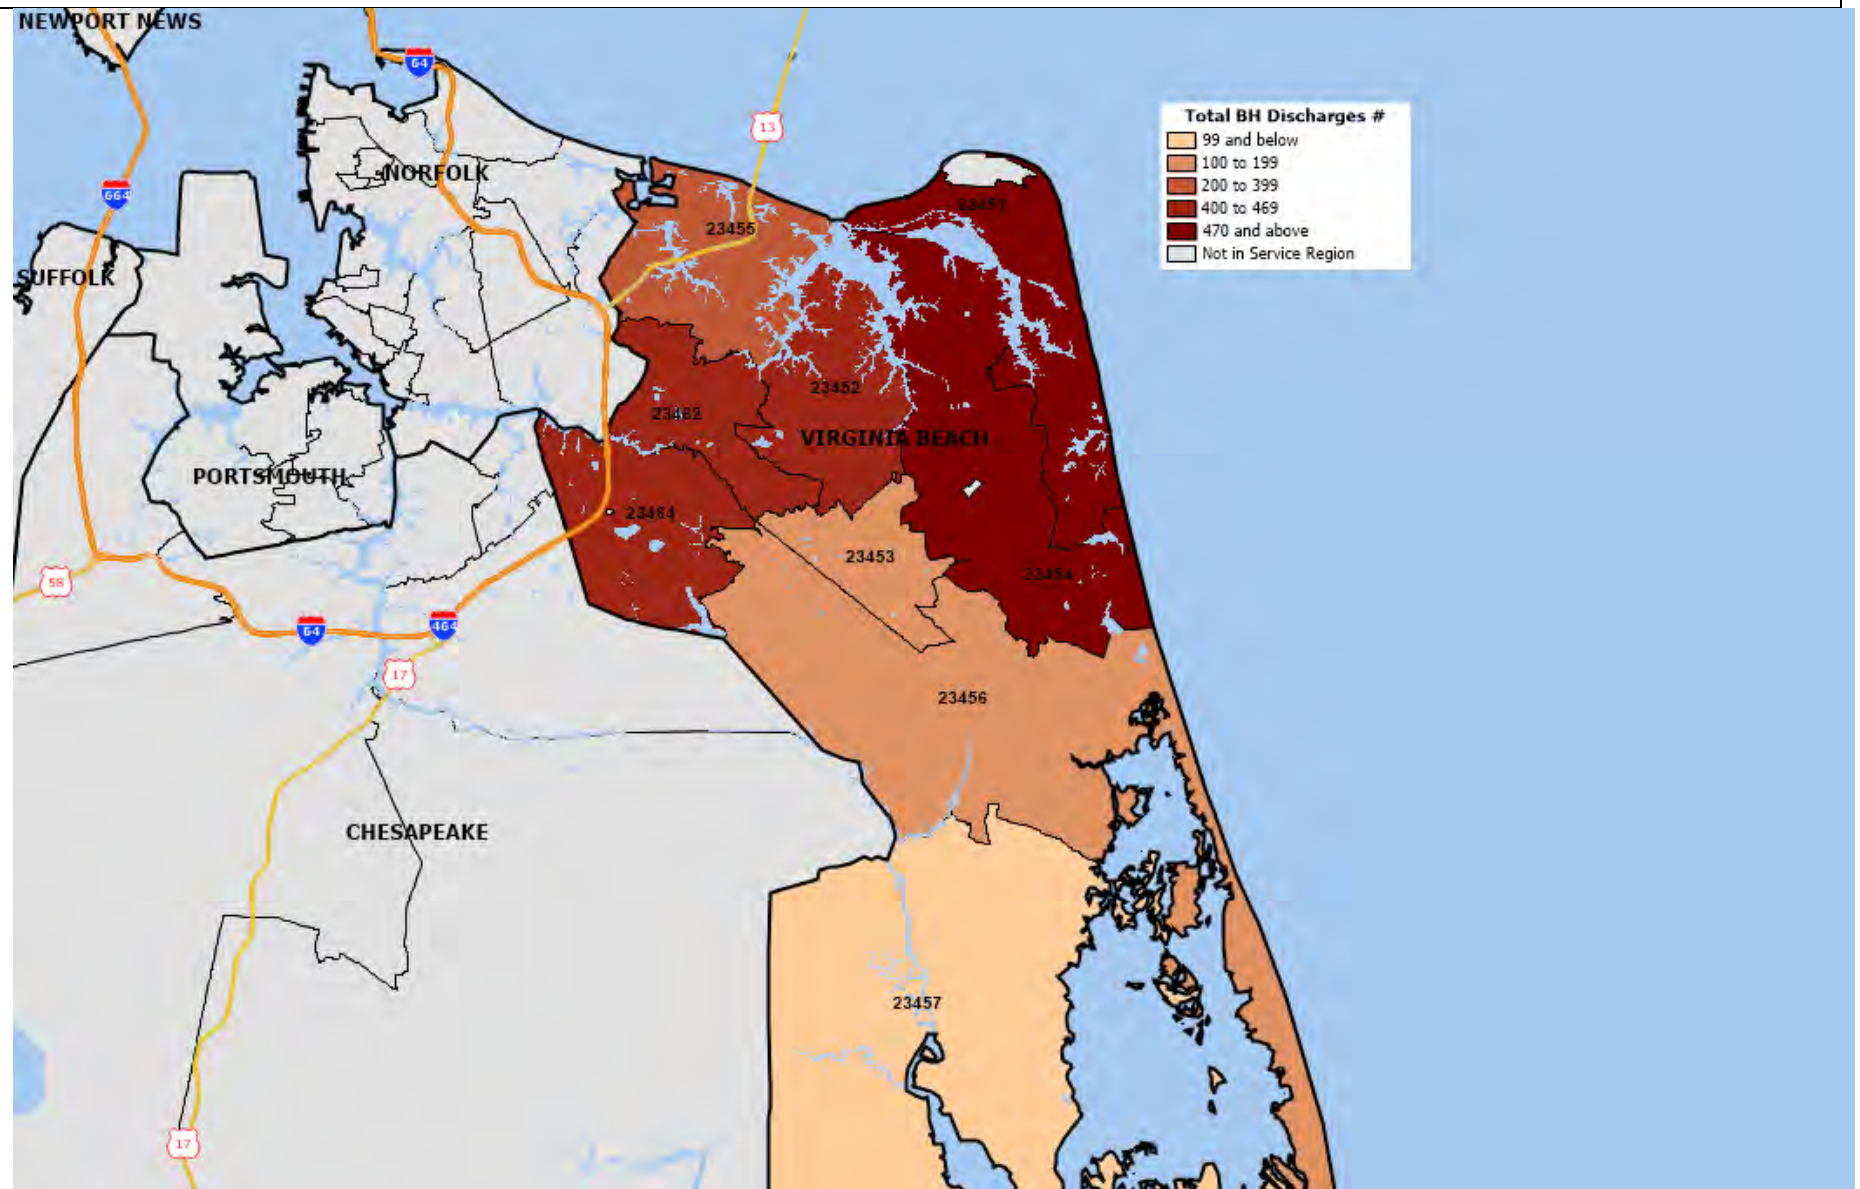 NEWPORT NEWS
64
13
Total BH Discharges #
99 and below
100 to 199
200 to 399
400 to 469
470 and above
Not in Service Region
NORFOLK
664
23451
23455
SUFFOLK
23452
23462
VIRGINIA BEACH
PORTSMOUTH
23464
23453
23454
58
64
464
17
23456
CHESAPEAKE
23457
17